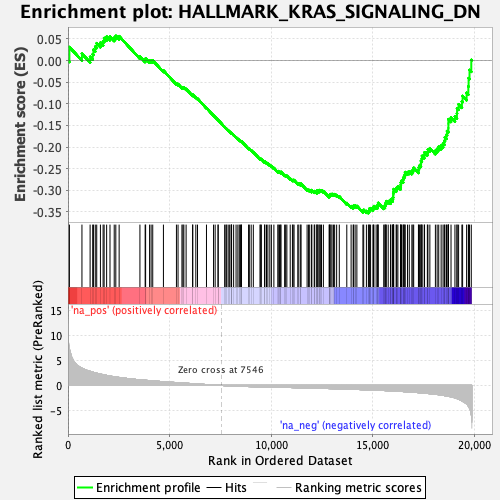 Enrichment plot: HALLMARK_KRAS_SIGNALING_DN
Enrichment score (ES)
0.05
0.00
-0.05
-0.10
-0.15
-0.20
-0.25
-0.30
-0.35
'na_pos' (positively correlated)
Ranked list metric (PreRanked)
15
10
5
0
-5
Zero cross at 7546
'na_neg' (negatively correlated)
0 5,000 10,000 15,000 20,000
Rank in Ordered Dataset
Enrichment profile Hits Ranking metric scores